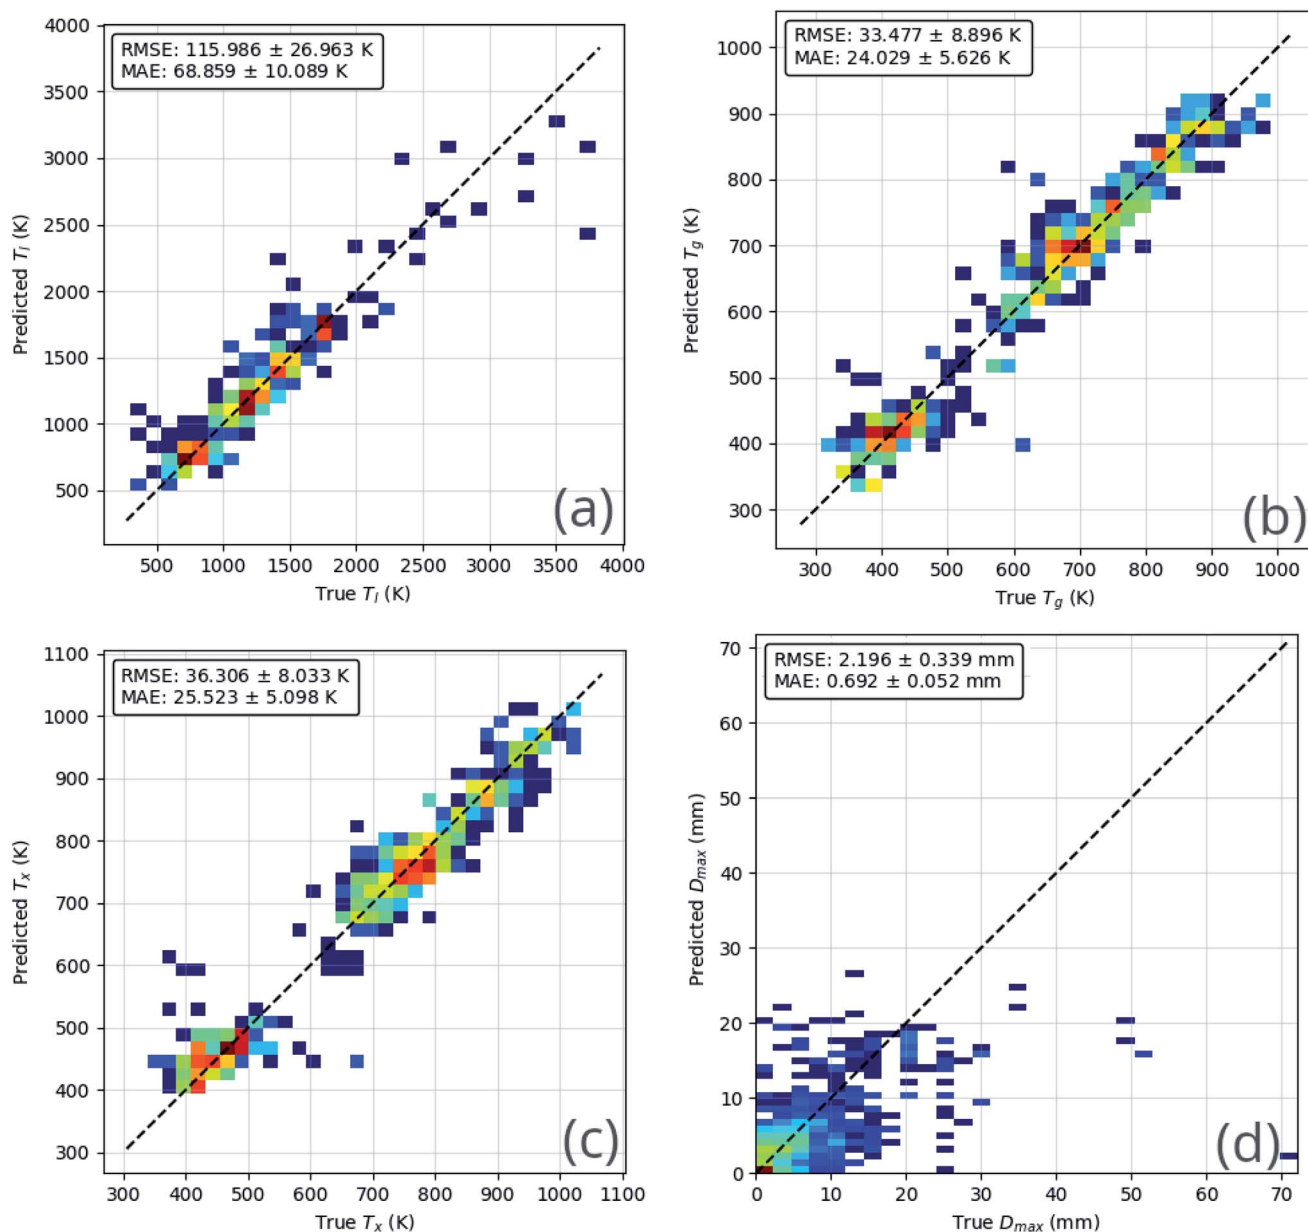 RMSE: 115.986 ± 26.963 K
MAE: 68.859 ± 10.089 K
4000
3500
3000
2500
2000
1500
1000
500
Predicted T_l (K)
500 1000 1500 2000 2500 3000 3500 4000
True T_l (K)
(a)
RMSE: 33.477 ± 8.896 K
MAE: 24.029 ± 5.626 K
1000
900
800
700
600
500
400
300
Predicted T_g (K)
300 400 500 600 700 800 900 1000
True T_g (K)
(b)
RMSE: 36.306 ± 8.033 K
MAE: 25.523 ± 5.098 K
1100
1000
900
800
700
600
500
400
300
Predicted T_x (K)
300 400 500 600 700 800 900 1000 1100
True T_x (K)
(c)
RMSE: 2.196 ± 0.339 mm
MAE: 0.692 ± 0.052 mm
70
60
50
40
30
20
10
0
Predicted D_max (mm)
0 10 20 30 40 50 60 70
True D_max (mm)
(d)